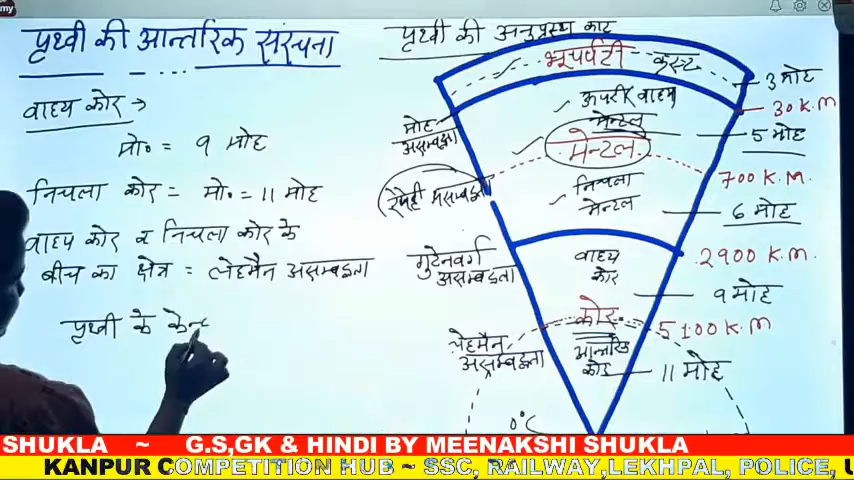 my
पृथ्वी की आन्तरिक संरचना
वाह्य कोर →
मो० = 9 मोह
निचला कोर = मो० = 11 मोह
वाह्य कोर व निचला कोर के
बीच का क्षेत्र = लेहमैन असम्बद्धता
पृथ्वी के केन्
पृथ्वी की अनुप्रस्थ काट
भूपर्पटी
क्रस्ट
3 मोह
30 K.M
ऊपरी/वाह्य
मेन्टल
5 मोह
मोह
असम्बद्धता
मेन्टल
700 K.M.
रेपेटी असम्बद्धता
निचला
मेन्टल
6 मोह
गुटेनवर्ग
असम्बद्धता
वाह्य
कोर
2900 K.M.
9 मोह
कोर
5100 K.M
लेहमैन
असम्बद्धता
आन्तरिक
कोर
11 मोह
0°C
SHUKLA ~ G.S,GK & HINDI BY MEENAKSHI SHUKLA
KANPUR COMPETITION HUB ~ SSC, RAILWAY,LEKHPAL, POLICE, U